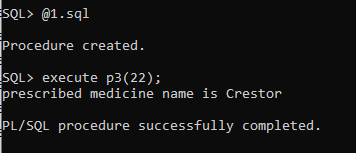 SQL> @1.sql
Procedure created.
SQL> execute p3(22);
prescribed medicine name is Crestor
PL/SQL procedure successfully completed.